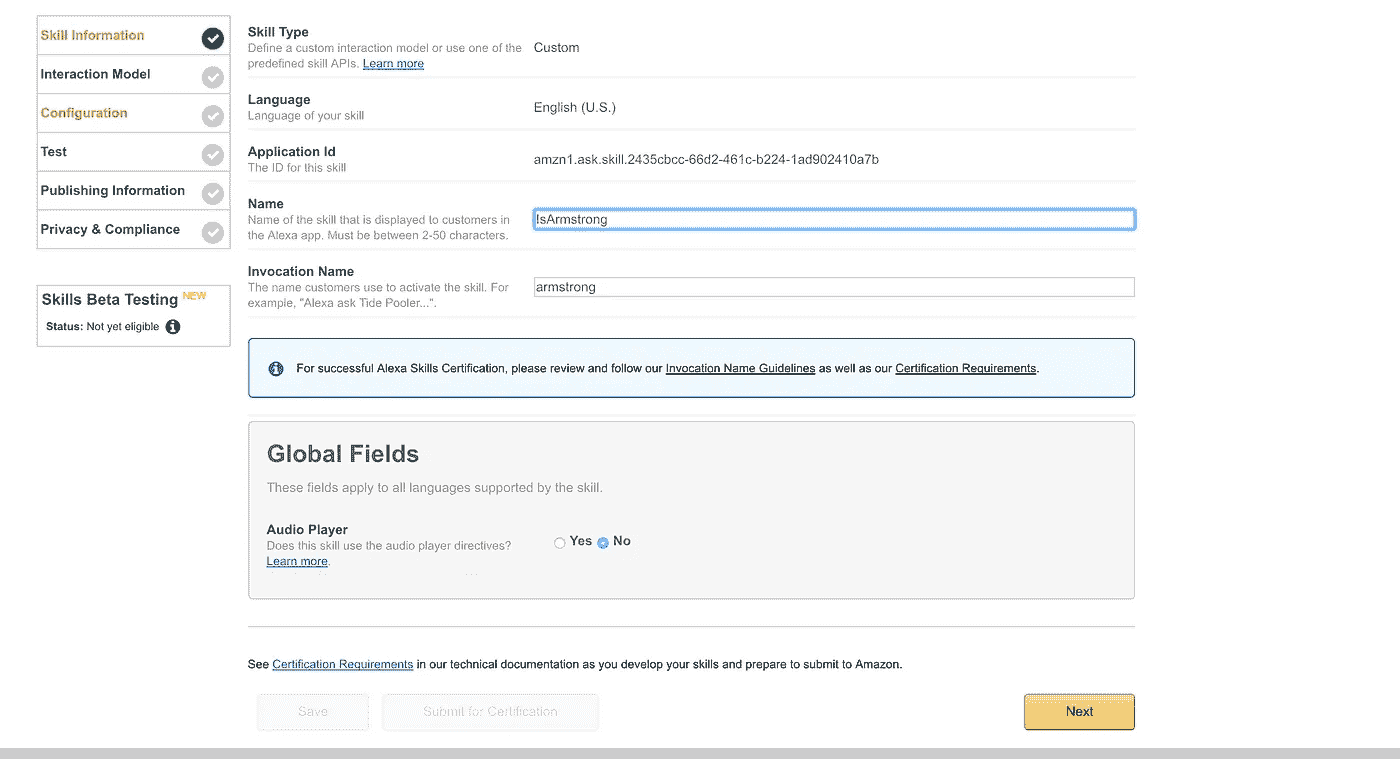 Skill Information
Interaction Model
Configuration
Test
Publishing Information
Privacy & Compliance
Skills Beta Testing NEW
Status: Not yet eligible
Skill Type
Define a custom interaction model or use one of the
predefined skill APIs. Learn more
Custom
Language
Language of your skill
English (U.S.)
Application Id
The ID for this skill
amzn1.ask.skill.2435cbcc-66d2-461c-b224-1ad902410a7b
Name
Name of the skill that is displayed to customers in
the Alexa app. Must be between 2-50 characters.
IsArmstrong
Invocation Name
The name customers use to activate the skill. For
example, "Alexa ask Tide Pooler...".
armstrong
For successful Alexa Skills Certification, please review and follow our Invocation Name Guidelines as well as our Certification Requirements.
Global Fields
These fields apply to all languages supported by the skill.
Audio Player
Does this skill use the audio player directives?
Learn more.
Yes No
See Certification Requirements in our technical documentation as you develop your skills and prepare to submit to Amazon.
Save
Submit for Certification
Next